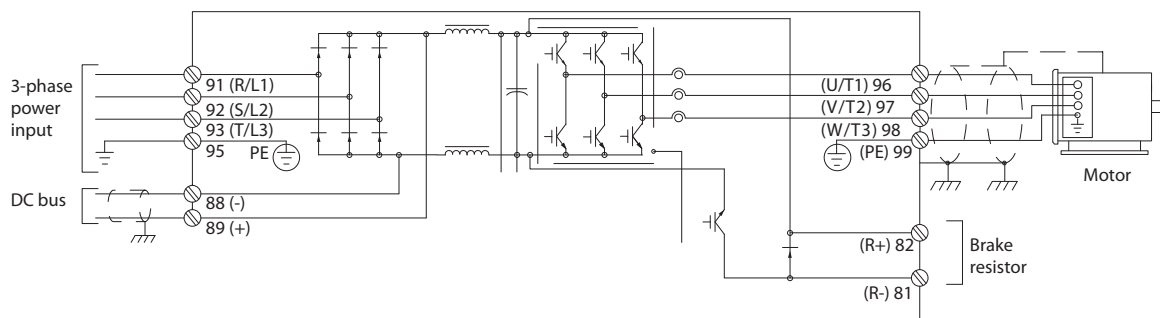 3-phase
power
input
91 (R/L1)
92 (S/L2)
93 (T/L3)
95
PE
DC bus
88 (-)
89 (+)
(U/T1) 96
(V/T2) 97
(W/T3) 98
(PE) 99
Motor
(R+) 82
(R-) 81
Brake
resistor